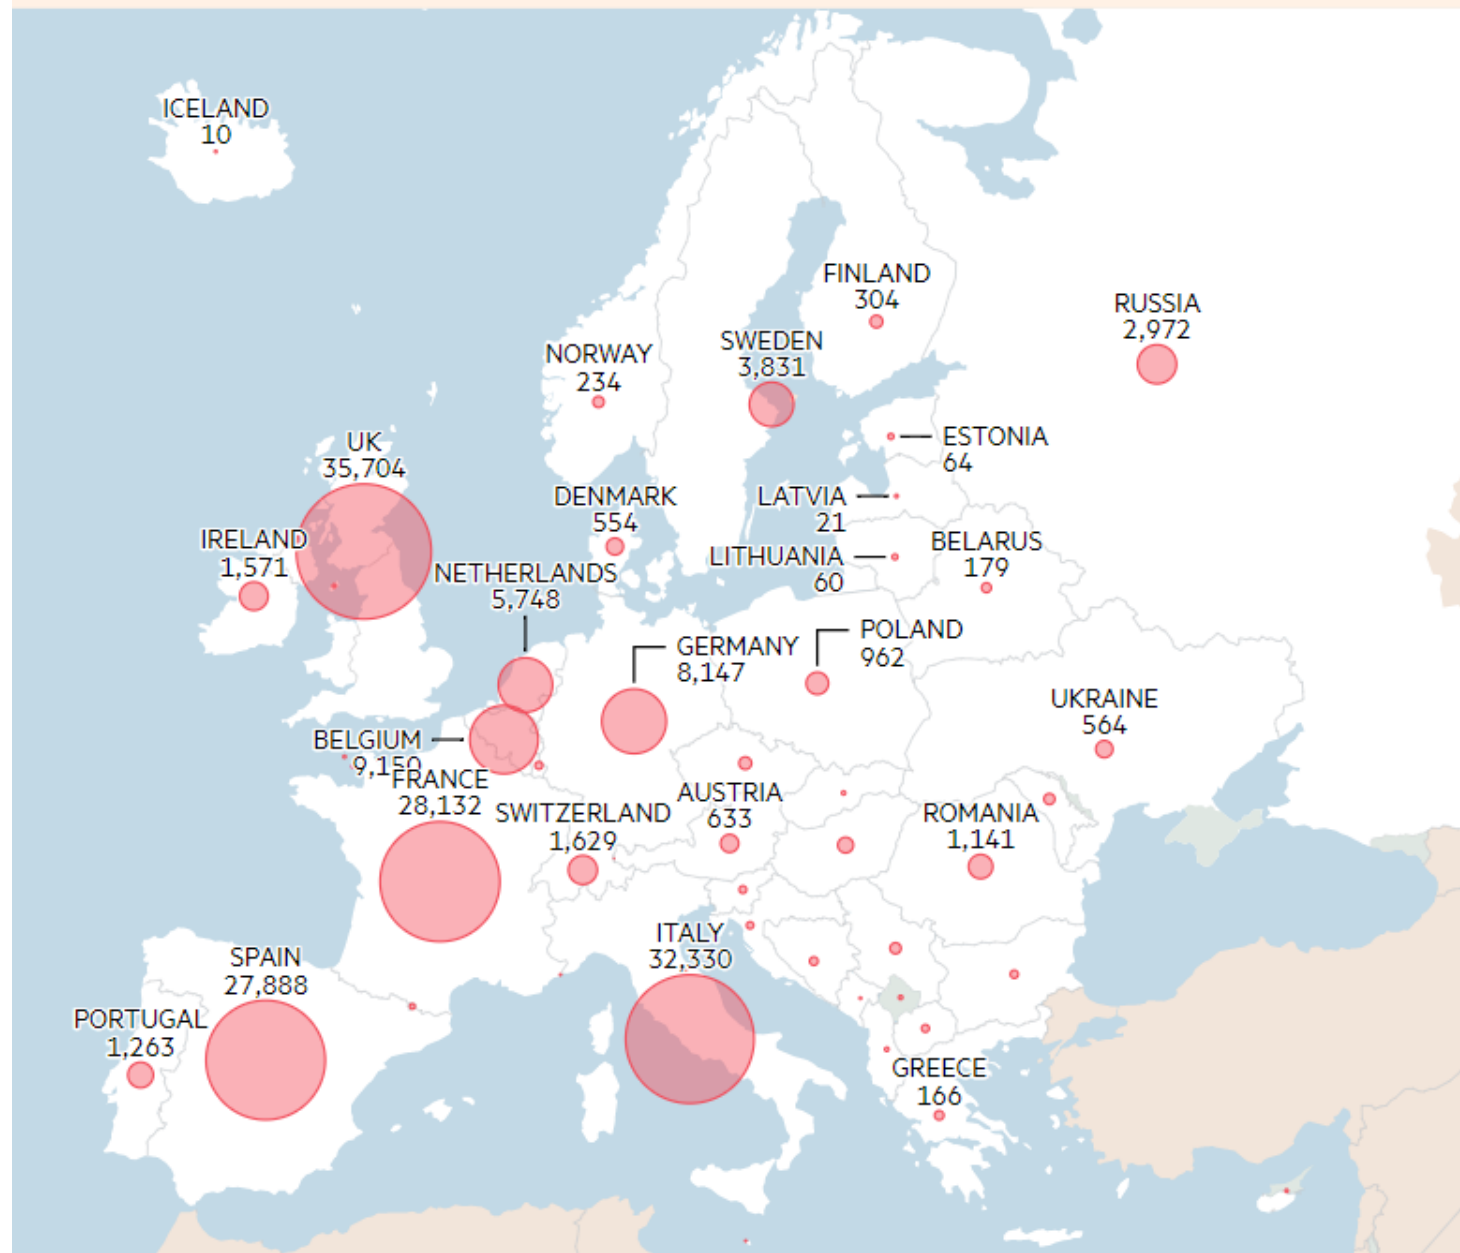 ICELAND
10
FINLAND
304
RUSSIA
2,972
SWEDEN
3,831
NORWAY
234
UK
35,704
ESTONIA
64
DENMARK
554
LATVIA
21
IRELAND
1,571
LITHUANIA
60
BELARUS
179
NETHERLANDS
5,748
GERMANY
8,147
POLAND
962
UKRAINE
564
BELGIUM
9,150
FRANCE
28,132
SWITZERLAND
1,629
AUSTRIA
633
ROMANIA
1,141
ITALY
32,330
SPAIN
27,888
PORTUGAL
1,263
GREECE
166